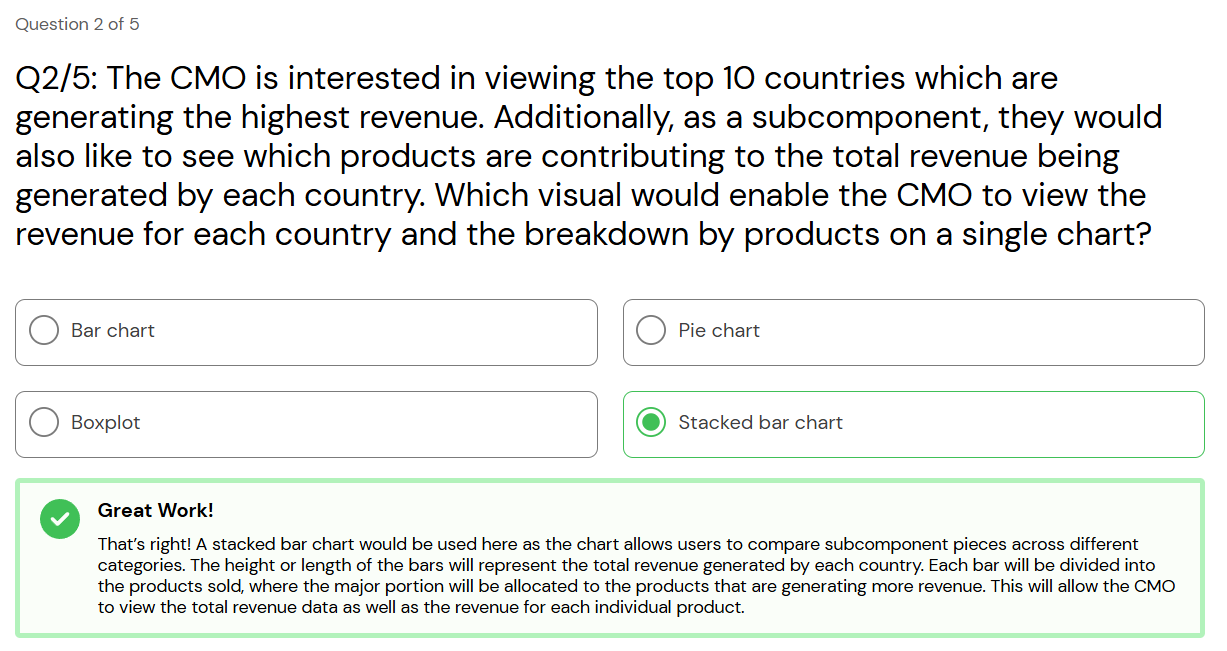 Question 2 of 5
Q2/5: The CMO is interested in viewing the top 10 countries which are
generating the highest revenue. Additionally, as a subcomponent, they would
also like to see which products are contributing to the total revenue being
generated by each country. Which visual would enable the CMO to view the
revenue for each country and the breakdown by products on a single chart?
Bar chart
Pie chart
Boxplot
Stacked bar chart
Great Work!
That’s right! A stacked bar chart would be used here as the chart allows users to compare subcomponent pieces across different
categories. The height or length of the bars will represent the total revenue generated by each country. Each bar will be divided into
the products sold, where the major portion will be allocated to the products that are generating more revenue. This will allow the CMO
to view the total revenue data as well as the revenue for each individual product.